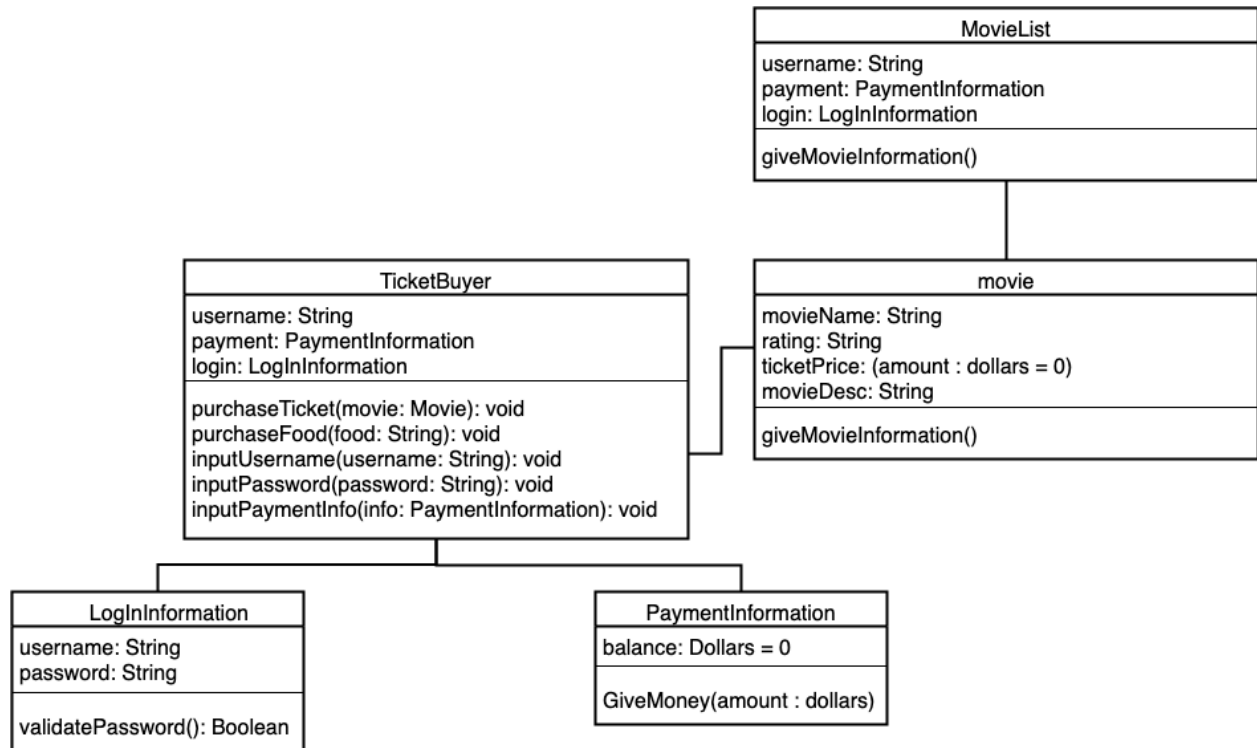 MovieList
username: String
payment: PaymentInformation
login: LogInInformation
giveMovieInformation()
TicketBuyer
username: String
payment: PaymentInformation
login: LogInInformation
purchaseTicket(movie: Movie): void
purchaseFood(food: String): void
inputUsername(username: String): void
inputPassword(password: String): void
inputPaymentInfo(info: PaymentInformation): void
movie
movieName: String
rating: String
ticketPrice: (amount : dollars = 0)
movieDesc: String
giveMovieInformation()
LogInInformation
username: String
password: String
validatePassword(): Boolean
PaymentInformation
balance: Dollars = 0
GiveMoney(amount : dollars)